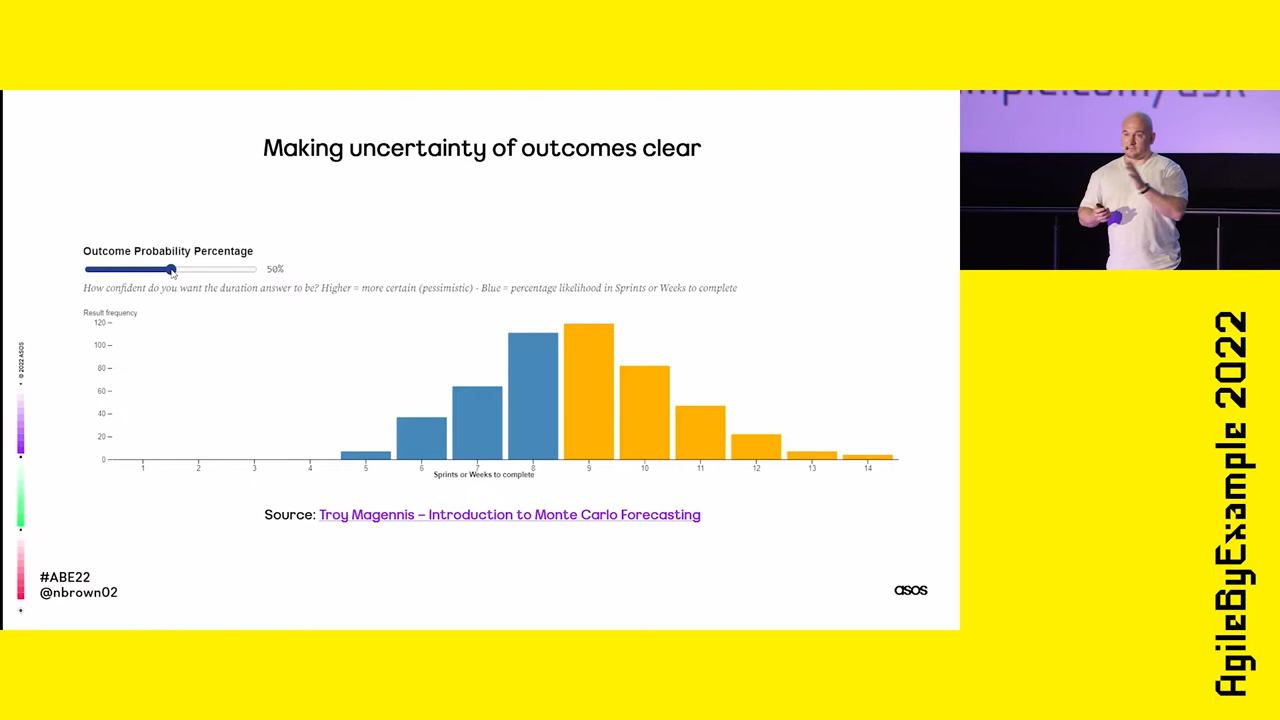 Making uncertainty of outcomes clear
Outcome Probability Percentage
50%
How confident do you want the duration answer to be? Higher = more certain (pessimistic) - Blue = percentage likelihood in Sprints or Weeks to complete
Result frequency
120
100
80
60
40
20
0
1 2 3 4 5 6 7 8 9 10 11 12 13 14
Sprints or Weeks to complete
Source: Troy Magennis – Introduction to Monte Carlo Forecasting
© 2022 ASOS
#ABE22
@nbrown02
asos
AgileByExample 2022